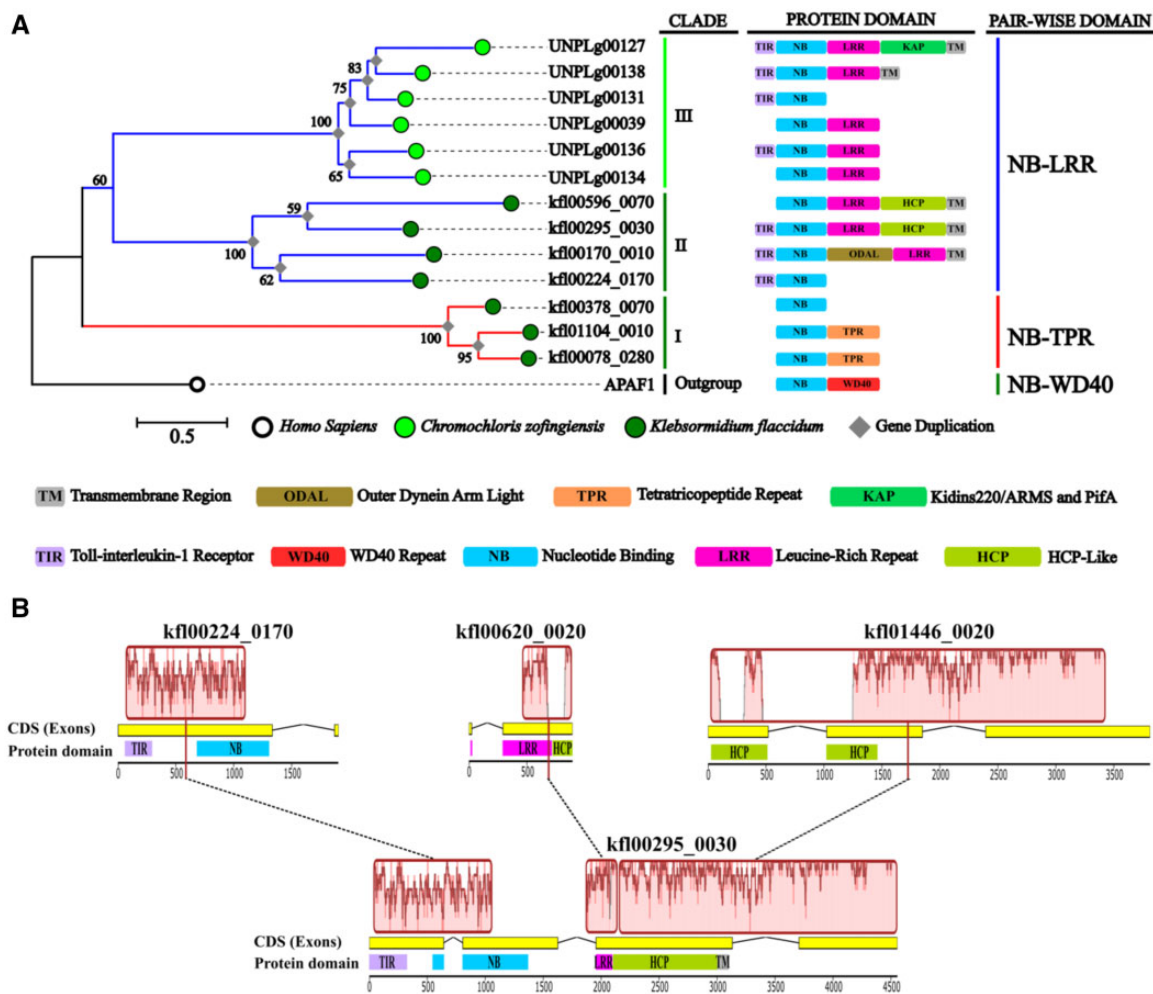 A
CLADE PROTEIN DOMAIN PAIR-WISE DOMAIN
UNPLg00127 TIR NB LRR KAP TM
83 UNPLg00138 TIR NB LRR TM
75 UNPLg00131 TIR NB
100 UNPLg00039 III NB LRR
UNPLg00136 TIR NB LRR NB-LRR
65 UNPLg00134 NB LRR
60 kfl00596_0070 NB LRR HCP TM
59 kfl00295_0030 II TIR NB LRR HCP TM
100 kfl00170_0010 TIR NB ODAL LRR TM
62 kfl00224_0170 TIR NB
kfl00378_0070 NB
100 kfl01104_0010 I NB TPR NB-TPR
95 kfl00078_0280 NB TPR
APAF1 Outgroup NB WD40 NB-WD40
0.5 Homo Sapiens Chromochloris zofingiensis Klebsormidium flaccidum Gene Duplication
TM Transmembrane Region ODAL Outer Dynein Arm Light TPR Tetratricopeptide Repeat KAP Kidins220/ARMS and PifA
TIR Toll-interleukin-1 Receptor WD40 WD40 Repeat NB Nucleotide Binding LRR Leucine-Rich Repeat HCP HCP-Like
B
kfl00224_0170 kfl00620_0020 kfl01446_0020
CDS (Exons)
Protein domain TIR NB LRR HCP HCP HCP
0 500 1000 1500 0 500 0 500 1000 1500 2000 2500 3000 3500
kfl00295_0030
CDS (Exons)
Protein domain TIR NB LRR HCP TM
0 500 1000 1500 2000 2500 3000 3500 4000 4500